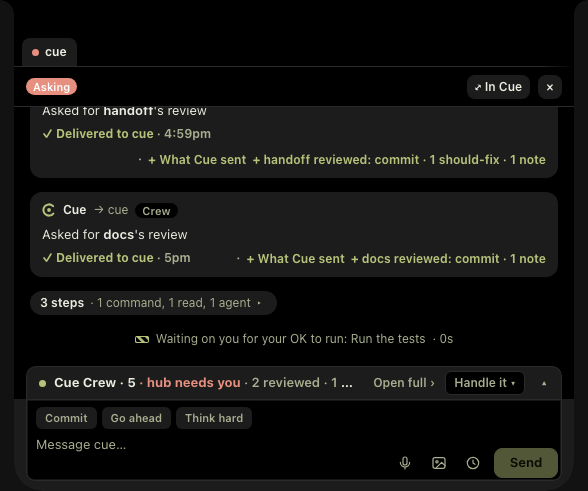 cue
Asking
In Cue ×
Asked for handoff's review
✓ Delivered to cue · 4:59pm
· + What Cue sent + handoff reviewed: commit · 1 should-fix · 1 note
Cue → cue Crew
Asked for docs's review
✓ Delivered to cue · 5pm · + What Cue sent + docs reviewed: commit · 1 note
3 steps · 1 command, 1 read, 1 agent
Waiting on you for your OK to run: Run the tests · 0s
Cue Crew · 5 · hub needs you · 2 reviewed · 1 ... Open full › Handle it
Commit Go ahead Think hard
Message cue...
Send